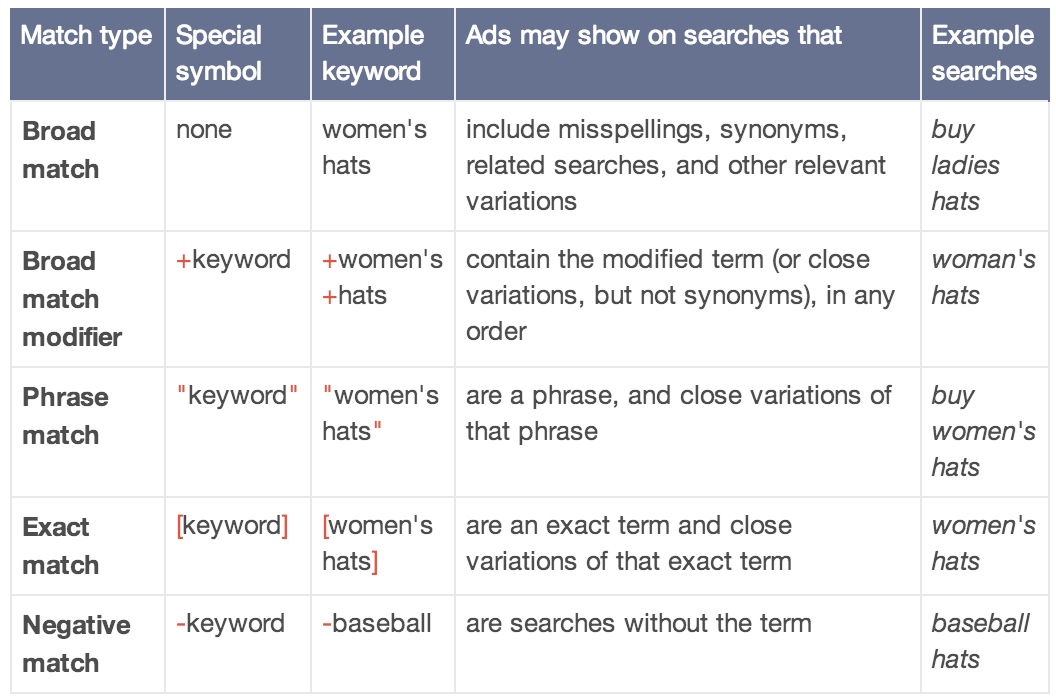 Match type
Special
symbol
Example
keyword
Ads may show on searches that
Example
searches
Broad
match
none
women's
hats
include misspellings, synonyms,
related searches, and other relevant
variations
buy
ladies
hats
Broad
match
modifier
+keyword
+women's
+hats
contain the modified term (or close
variations, but not synonyms), in any
order
woman's
hats
Phrase
match
"keyword"
"women's
hats"
are a phrase, and close variations of
that phrase
buy
women's
hats
Exact
match
[keyword]
[women's
hats]
are an exact term and close
variations of that exact term
women's
hats
Negative
match
-keyword
-baseball
are searches without the term
baseball
hats